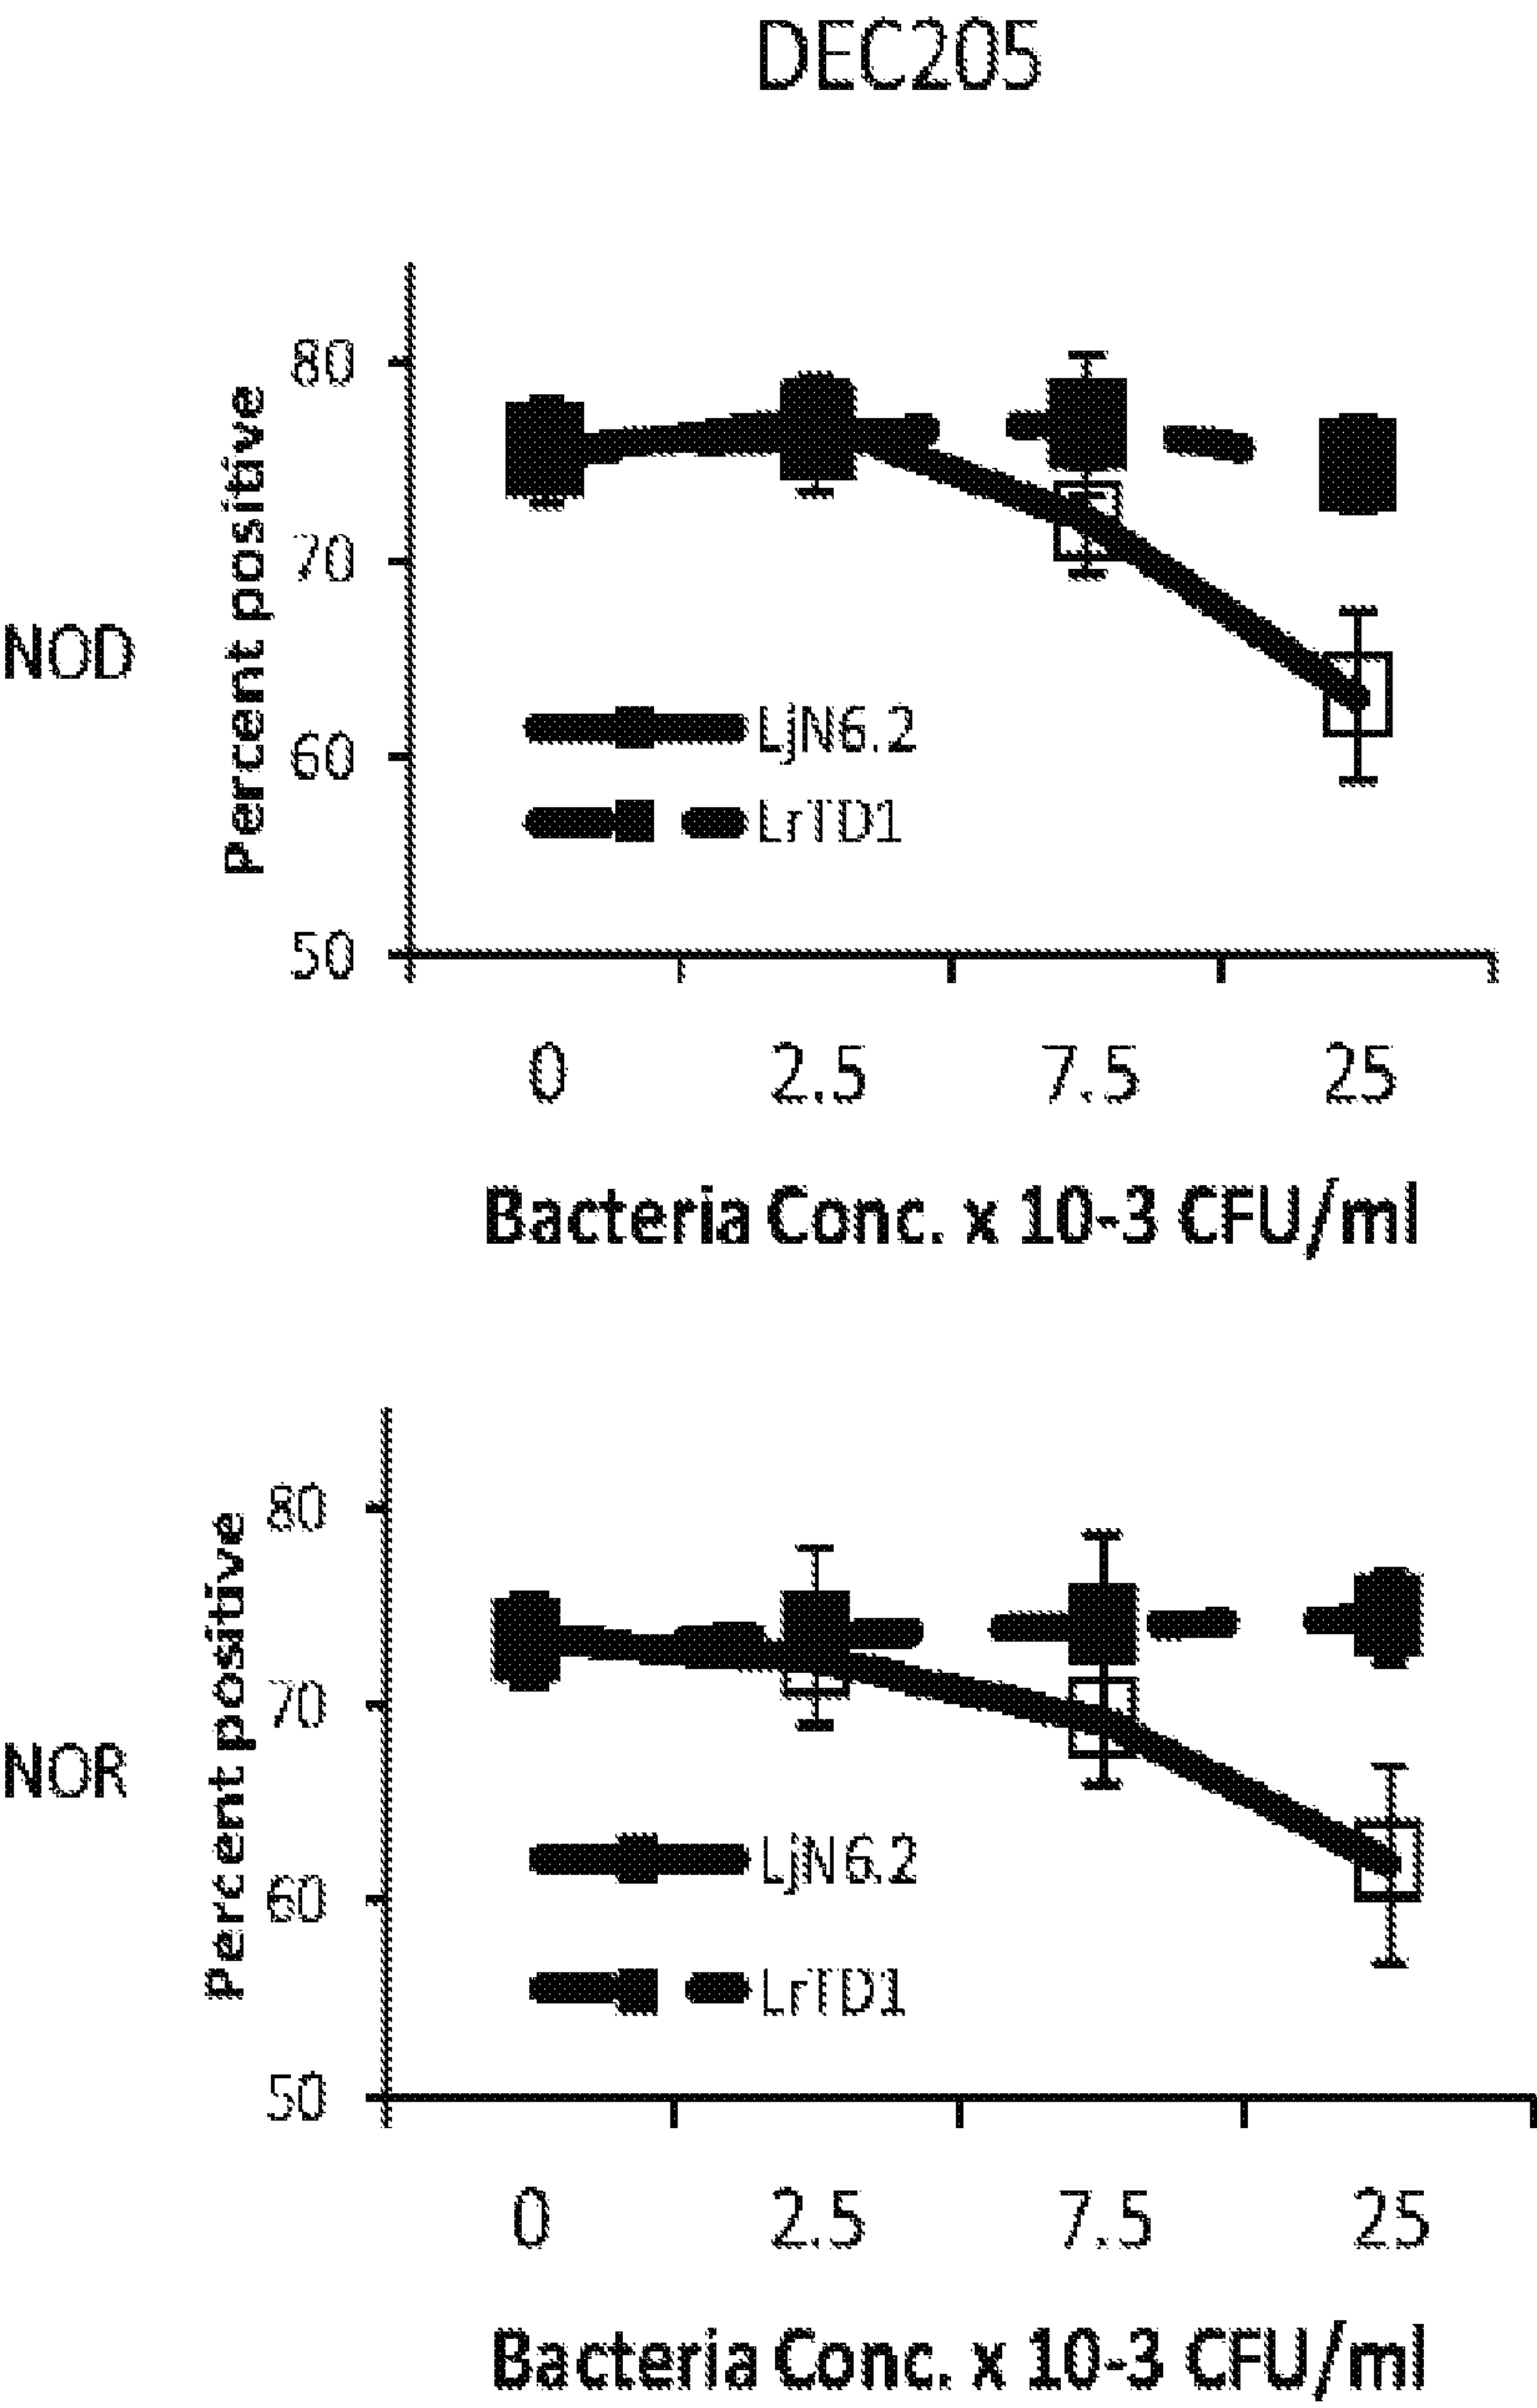 DEC205
NOD
Percent positive
80
70
60
50
LjN6.2
LrTD1
0 2.5 7.5 25
Bacteria Conc. x 10-3 CFU/ml
NOR
Percent positive
80
70
60
50
LjN6.2
LrTD1
0 2.5 7.5 25
Bacteria Conc. x 10-3 CFU/ml